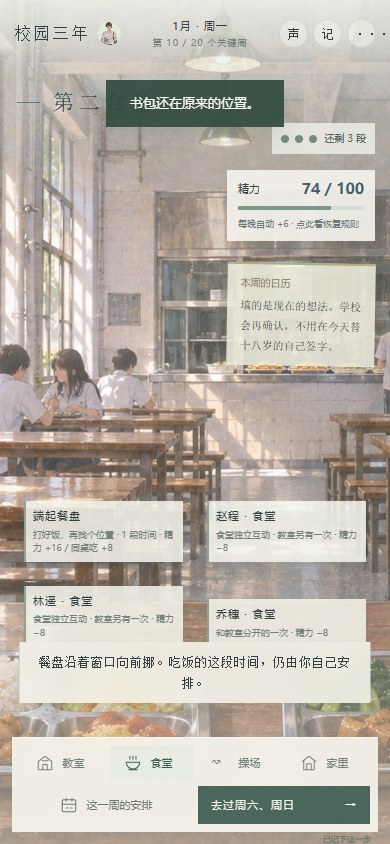 校园三年
1月 · 周一
第 10 / 20 个关键周
声
记
···
第二
书包还在原来的位置。
还剩 3 段
精力
74 / 100
每晚自动 +6 · 点此看恢复规则
本周的日历
填的是现在的想法。学校
会再确认，不用在今天替
十八岁的自己签字。
端起餐盘
打好饭，再找个位置 · 1 段时间 · 精
力 +16 / 同桌吃 +8
赵程 · 食堂
食堂独立互动 · 教室另有一次 · 精力
−8
林遥 · 食堂
食堂独立互动 · 教室另有一次 · 精力
−8
乔穗 · 食堂
和教室分开的一次 · 精力 −8
餐盘沿着窗口向前挪。吃饭的这段时间，仍由你自己安
排。
教室
食堂
操场
家里
这一周的安排
去过周六、周日 →
已记下这一步